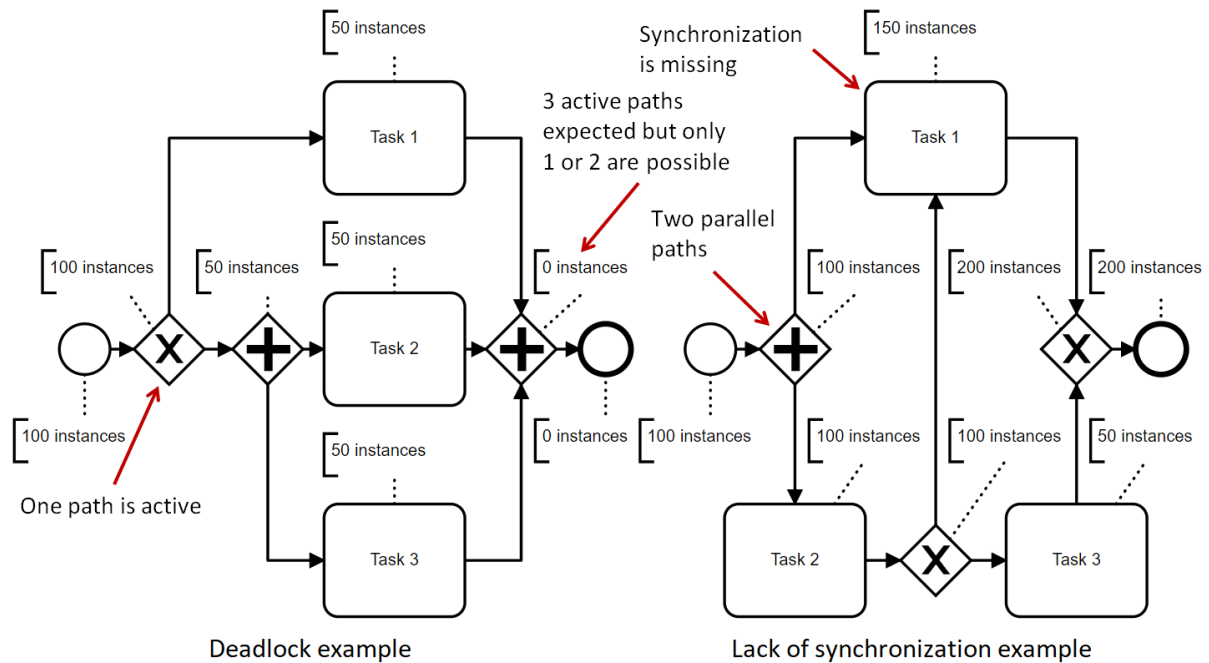 50 instances
Task 1
3 active paths
expected but only
1 or 2 are possible
50 instances
100 instances
50 instances
0 instances
X
Task 2
100 instances
50 instances
0 instances
One path is active
Task 3
Deadlock example
Synchronization
is missing
150 instances
Task 1
Two parallel
paths
100 instances
200 instances
200 instances
X
100 instances
100 instances
100 instances
50 instances
Task 2
X
Task 3
Lack of synchronization example